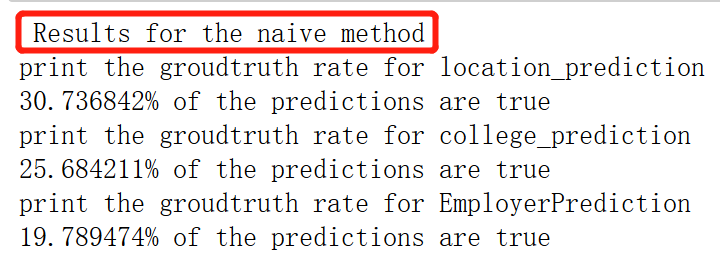 Results for the naive method
print the groudtruth rate for location_prediction
30.736842% of the predictions are true
print the groudtruth rate for college_prediction
25.684211% of the predictions are true
print the groudtruth rate for EmployerPrediction
19.789474% of the predictions are true